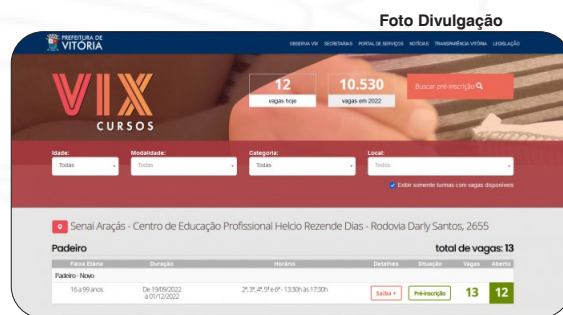 Foto Divulgação
PREFEITURA DE
VITÓRIA
OBSERVA VIX SECRETARIAS PORTAL DE SERVIÇOS NOTÍCIAS TRANSPARÊNCIA VITÓRIA LEGISLAÇÃO
VIX
CURSOS
12
vagas hoje
10.530
vagas em 2022
Buscar pré-inscrição
Idade: Modalidade: Categoria: Local:
Todas Todas Todas Todos
Exibir somente turmas com vagas disponíveis
Senai Araçás - Centro de Educação Profissional Helcio Rezende Dias - Rodovia Darly Santos, 2655
Padeiro total de vagas: 13
Faixa Etária Duração Horário Detalhes Situação Vagas Aberto
Padeiro - Novo
16 a 99 anos De 19/09/2022 2ª, 3ª, 4ª, 5ª e 6ª - 13:30h às 17:30h Saiba + Pré-inscrição 13 12
a 01/12/2022